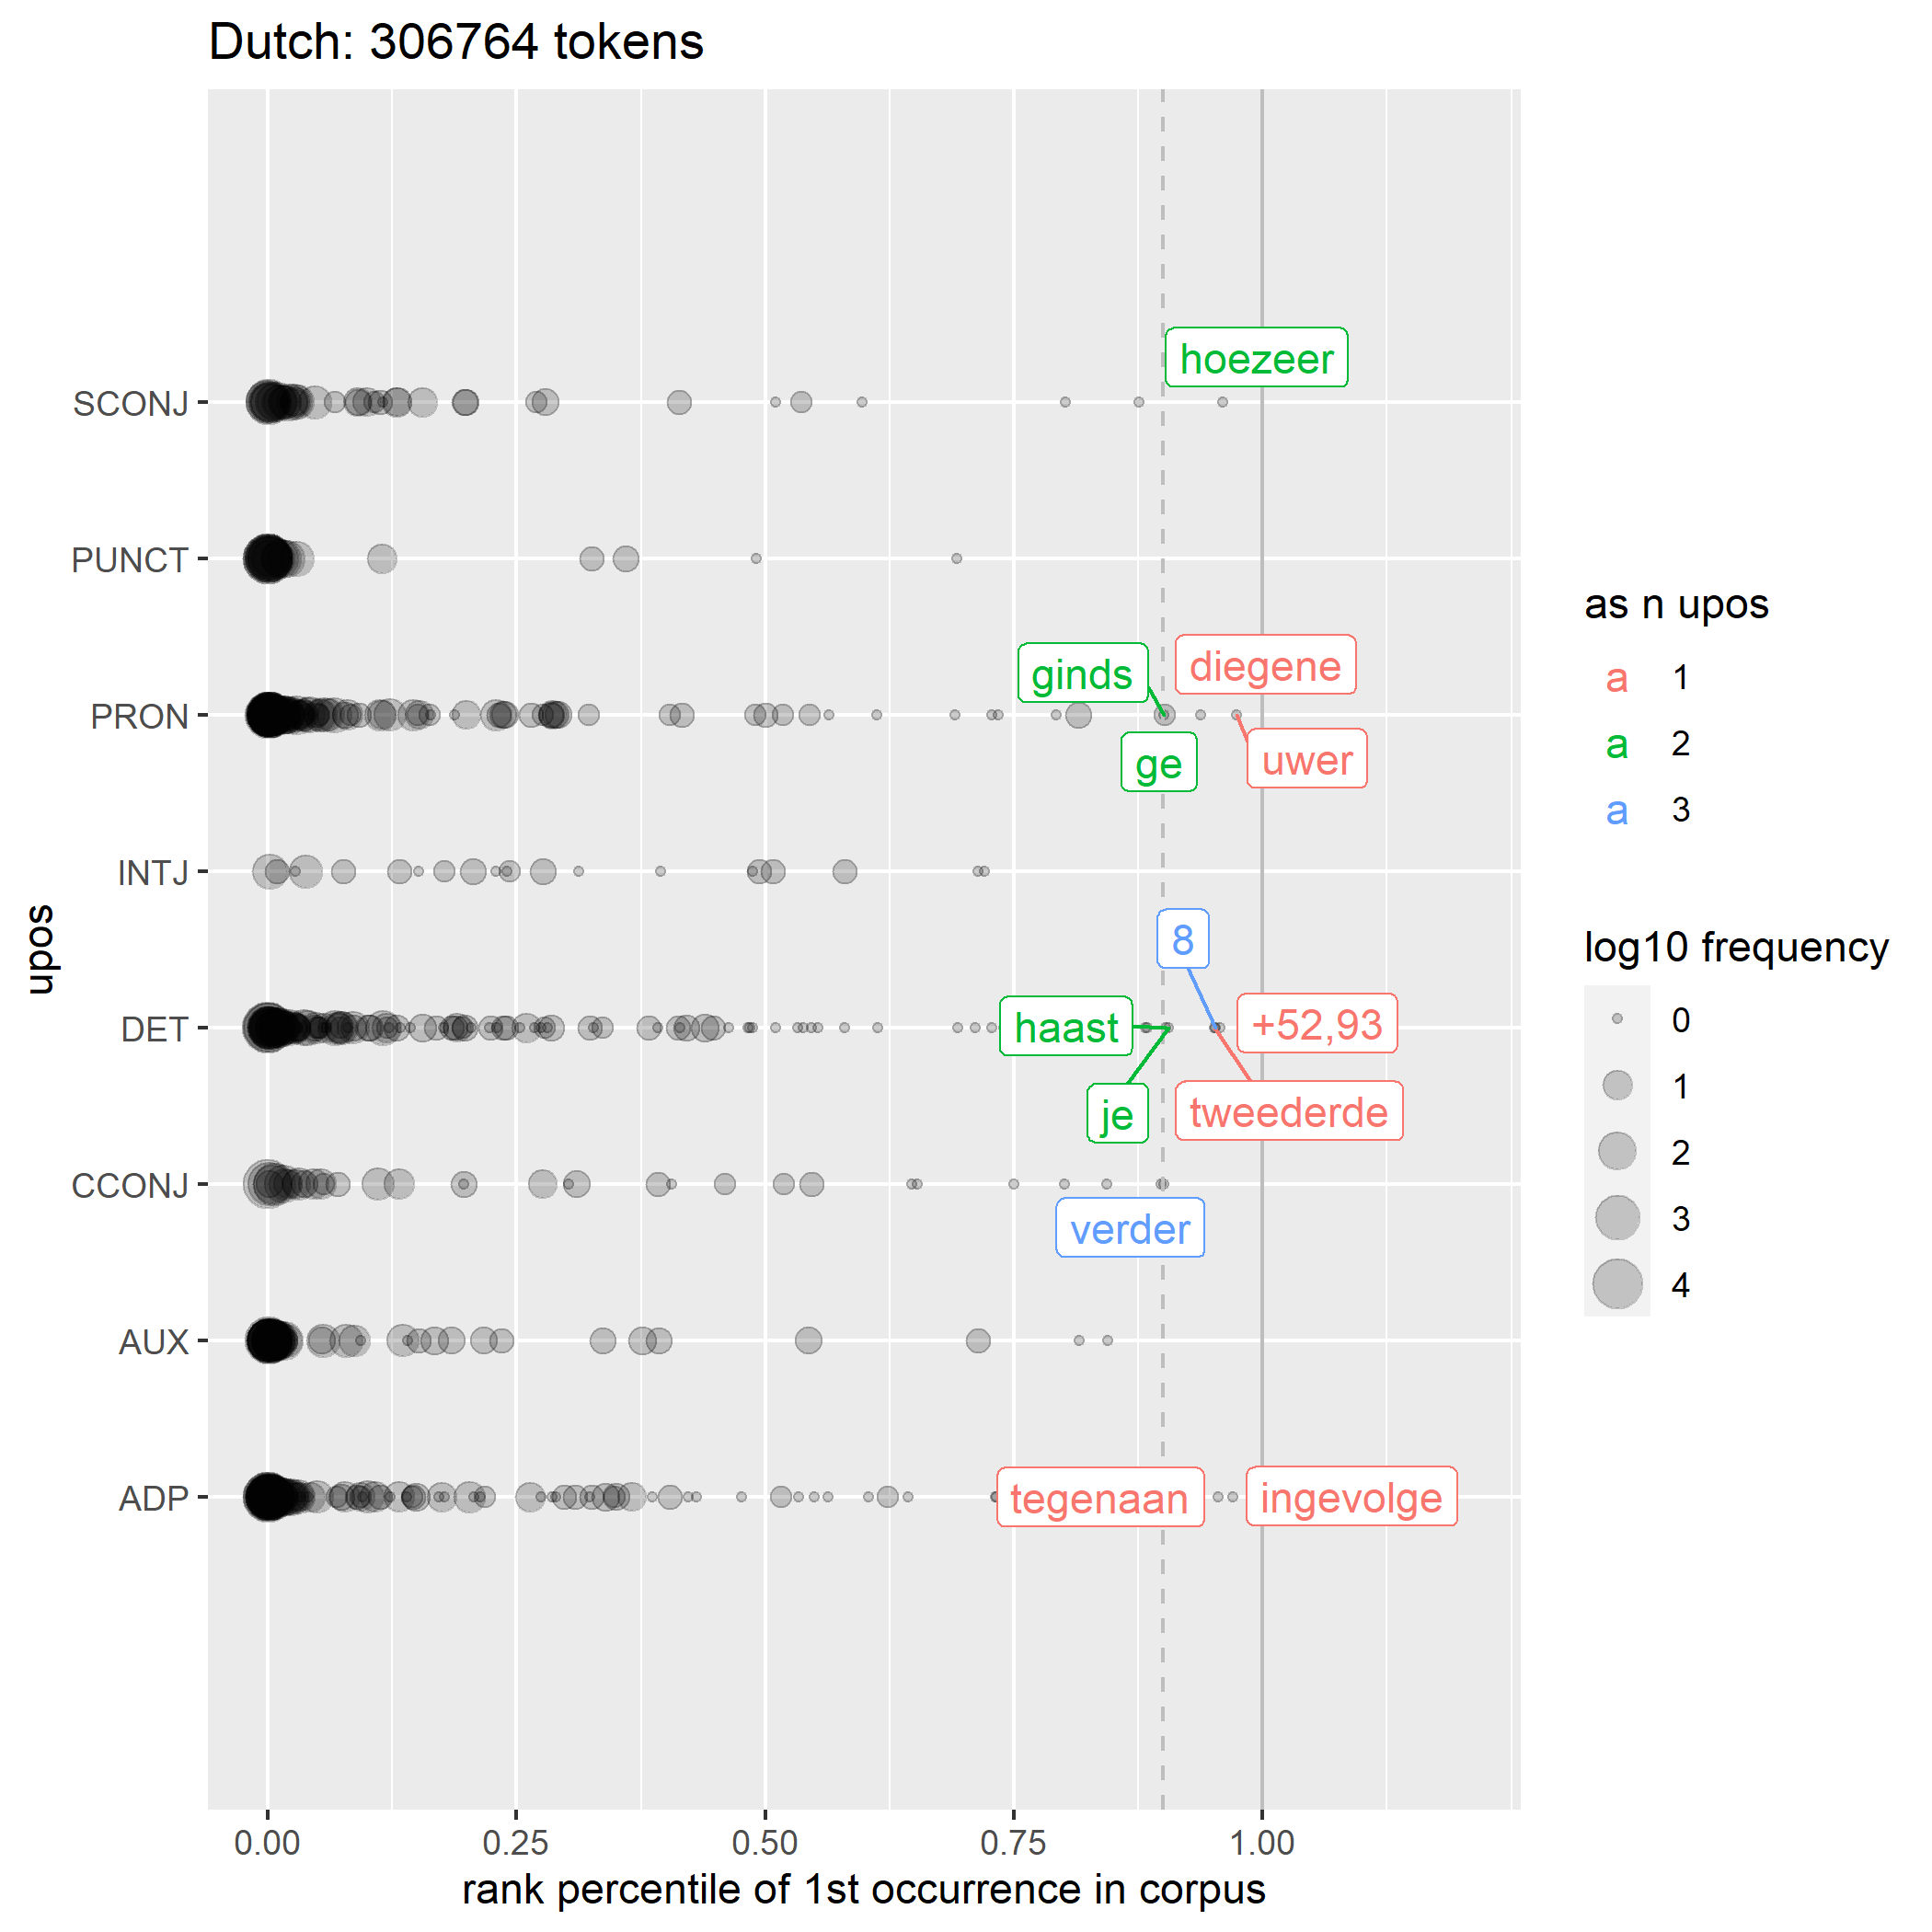 Dutch: 306764 tokens
hoezeer
SCONJ
PUNCT
diegene
ginds
PRON
uwer
ge
INTJ
8
+52,93
haast
DET
je
tweederde
CCONJ
verder
AUX
ADP
tegenaan
ingevolge
upos
0.00
0.25
0.50
0.75
1.00
rank percentile of 1st occurrence in corpus
as n upos
a 1
a 2
a 3
log10 frequency
0
1
2
3
4